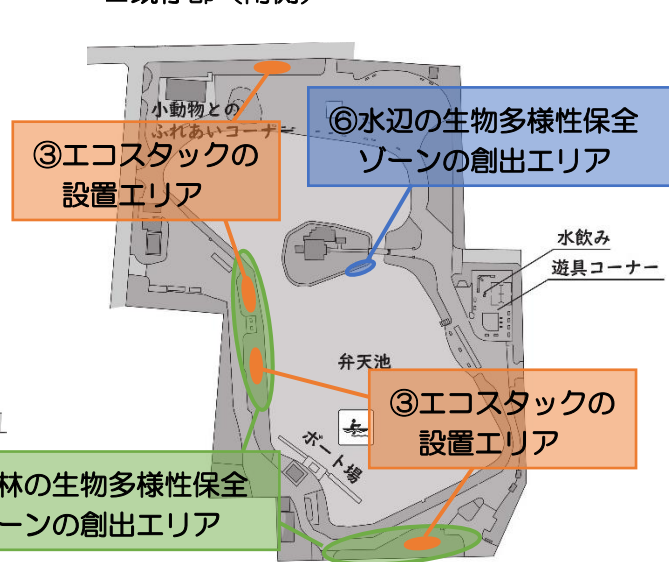 小動物との
ふれあいコーナー
③エコスタックの
設置エリア
⑥水辺の生物多様性保全
ゾーンの創出エリア
水飲み
遊具コーナー
弁天池
③エコスタックの
設置エリア
ボート場
林の生物多様性保全
ーンの創出エリア